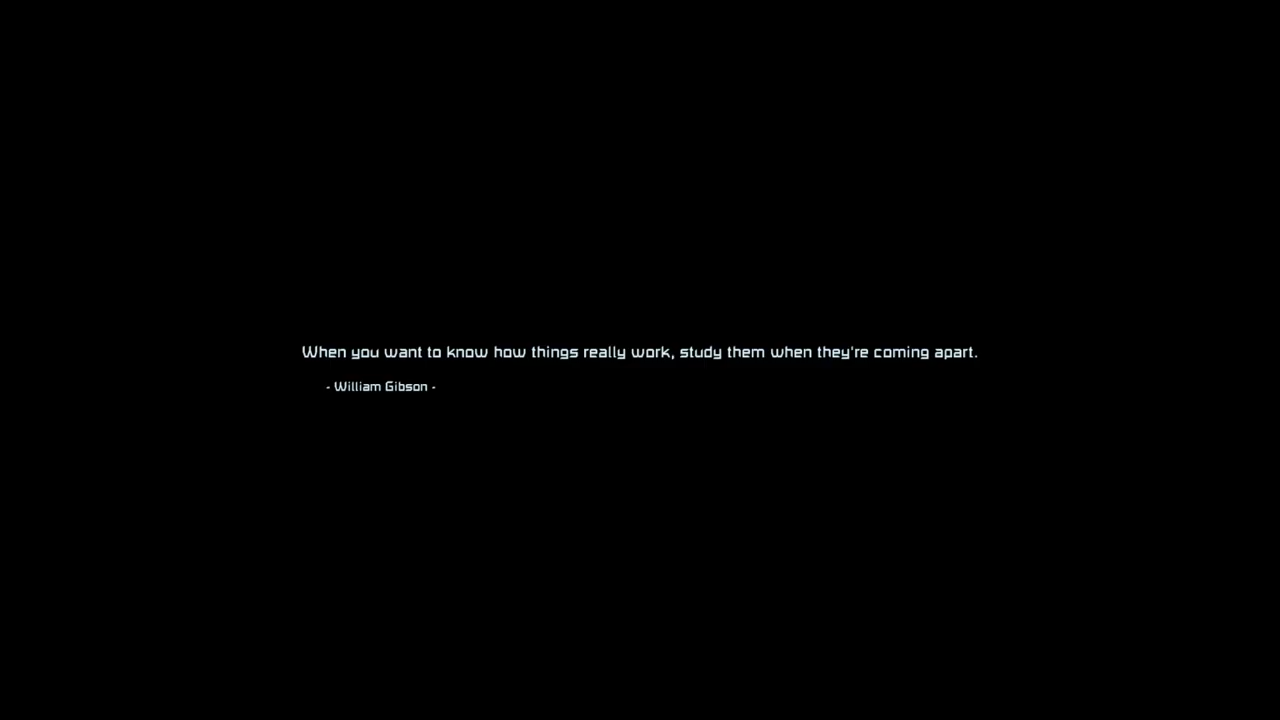 When you want to know how things really work, study them when they're coming apart.
- William Gibson -